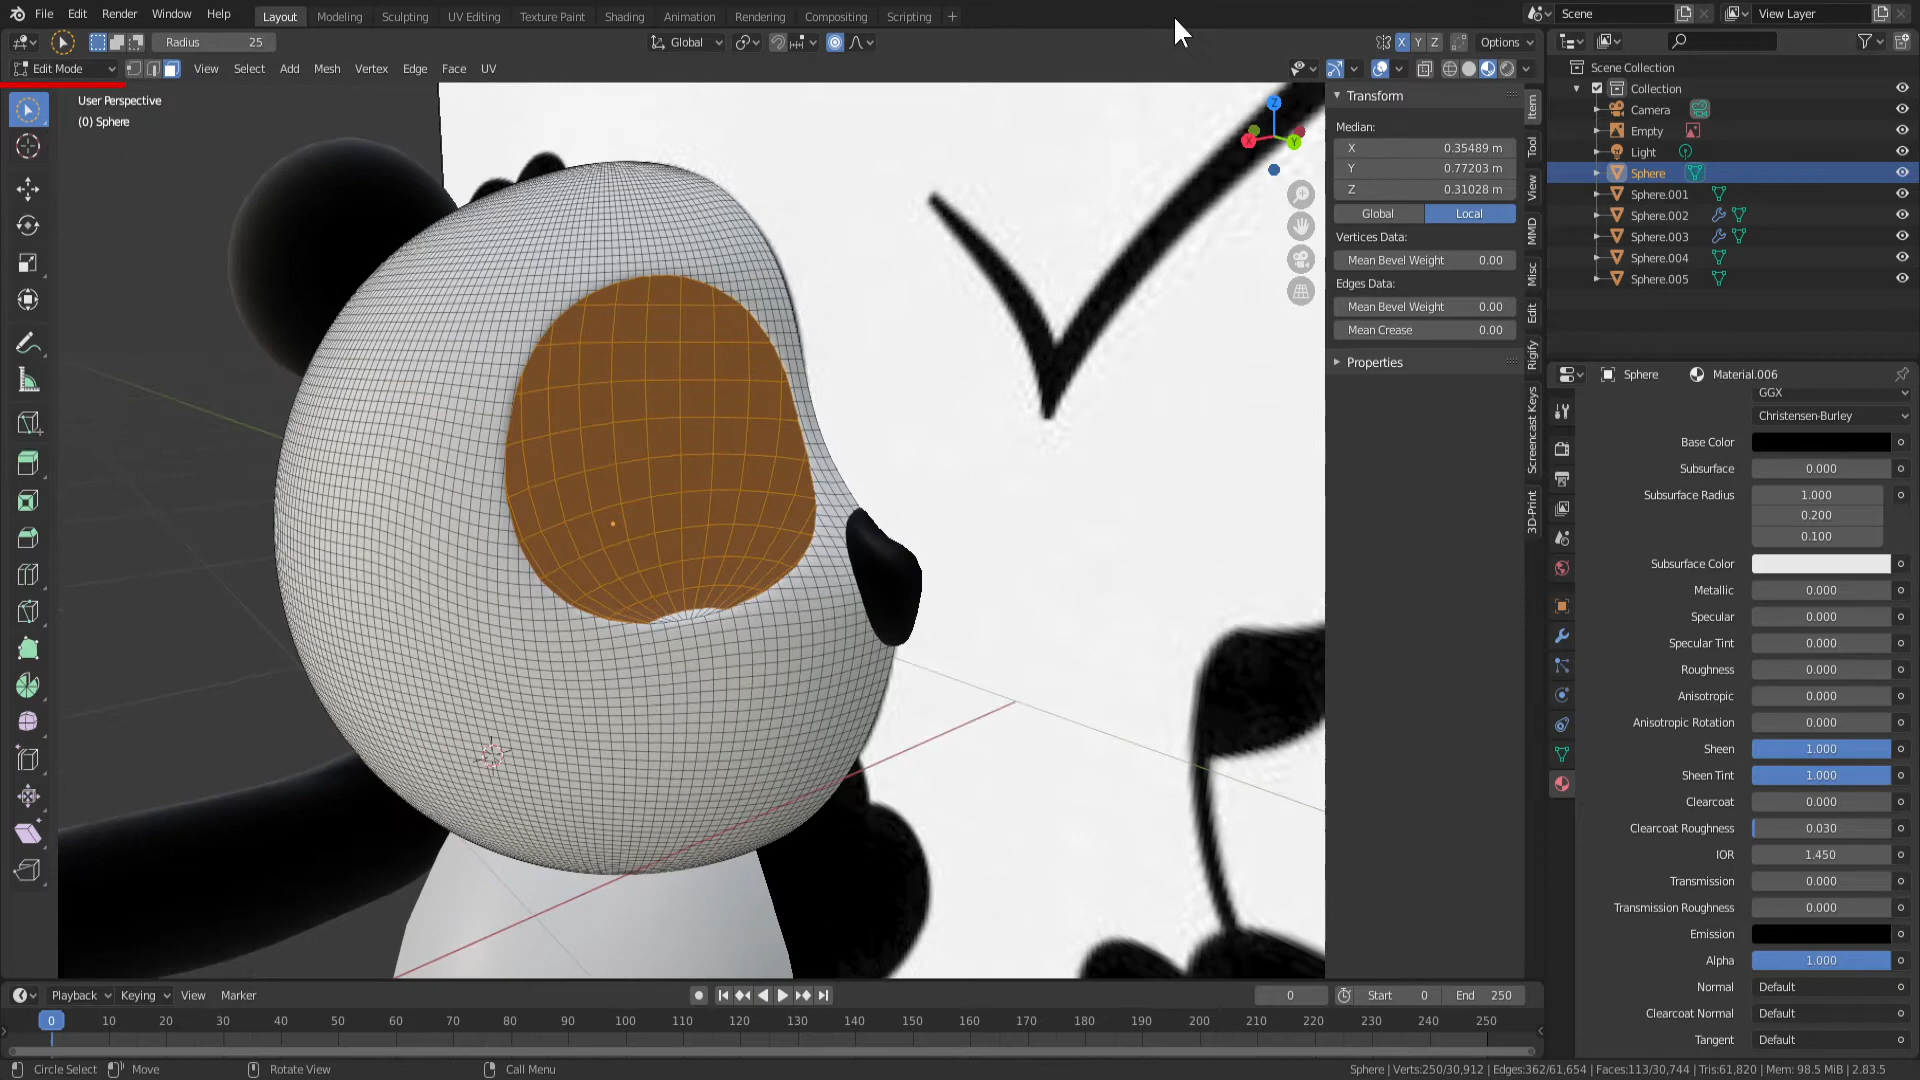 File Edit Render Window Help
Layout Modeling Sculpting UV Editing Texture Paint Shading Animation Rendering Compositing Scripting +
Scene
View Layer
Radius 25
Global
X Y Z
Options
Edit Mode
View Select Add Mesh Vertex Edge Face UV
User Perspective
(0) Sphere
Z
X
Y
Transform
Median:
X 0.35489 m
Y 0.77203 m
Z 0.31028 m
Global Local
Vertices Data:
Mean Bevel Weight 0.00
Edges Data:
Mean Bevel Weight 0.00
Mean Crease 0.00
Properties
Item
Tool
View
MMD
Misc
Edit
Rigify
Screencast Keys
3D-Print
Scene Collection
Collection
Camera
Empty
Light
Sphere
Sphere.001
Sphere.002
Sphere.003
Sphere.004
Sphere.005
Sphere Material.006
GGX
Christensen-Burley
Base Color
Subsurface 0.000
Subsurface Radius 1.000
0.200
0.100
Subsurface Color
Metallic 0.000
Specular 0.000
Specular Tint 0.000
Roughness 0.000
Anisotropic 0.000
Anisotropic Rotation 0.000
Sheen 1.000
Sheen Tint 1.000
Clearcoat 0.000
Clearcoat Roughness 0.030
IOR 1.450
Transmission 0.000
Transmission Roughness 0.000
Emission
Alpha 1.000
Normal Default
Clearcoat Normal Default
Tangent Default
Playback Keying View Marker
0
Start 0
End 250
0 10 20 30 40 50 60 70 80 90 100 110 120 130 140 150 160 170 180 190 200 210 220 230 240 250
Circle Select Move Rotate View Call Menu
Sphere | Verts:250/30,912 | Edges:362/61,654 | Faces:113/30,744 | Tris:61,820 | Mem: 98.5 MiB | 2.83.5